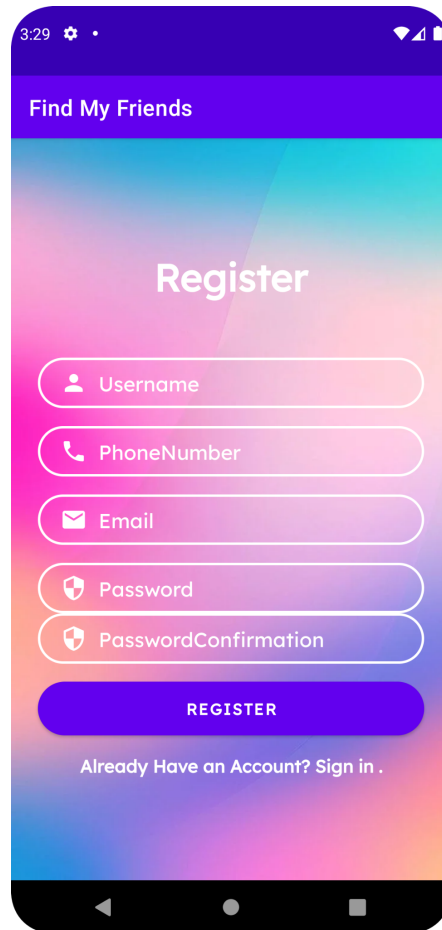 3:29
Find My Friends
Register
Username
PhoneNumber
Email
Password
PasswordConfirmation
REGISTER
Already Have an Account? Sign in .